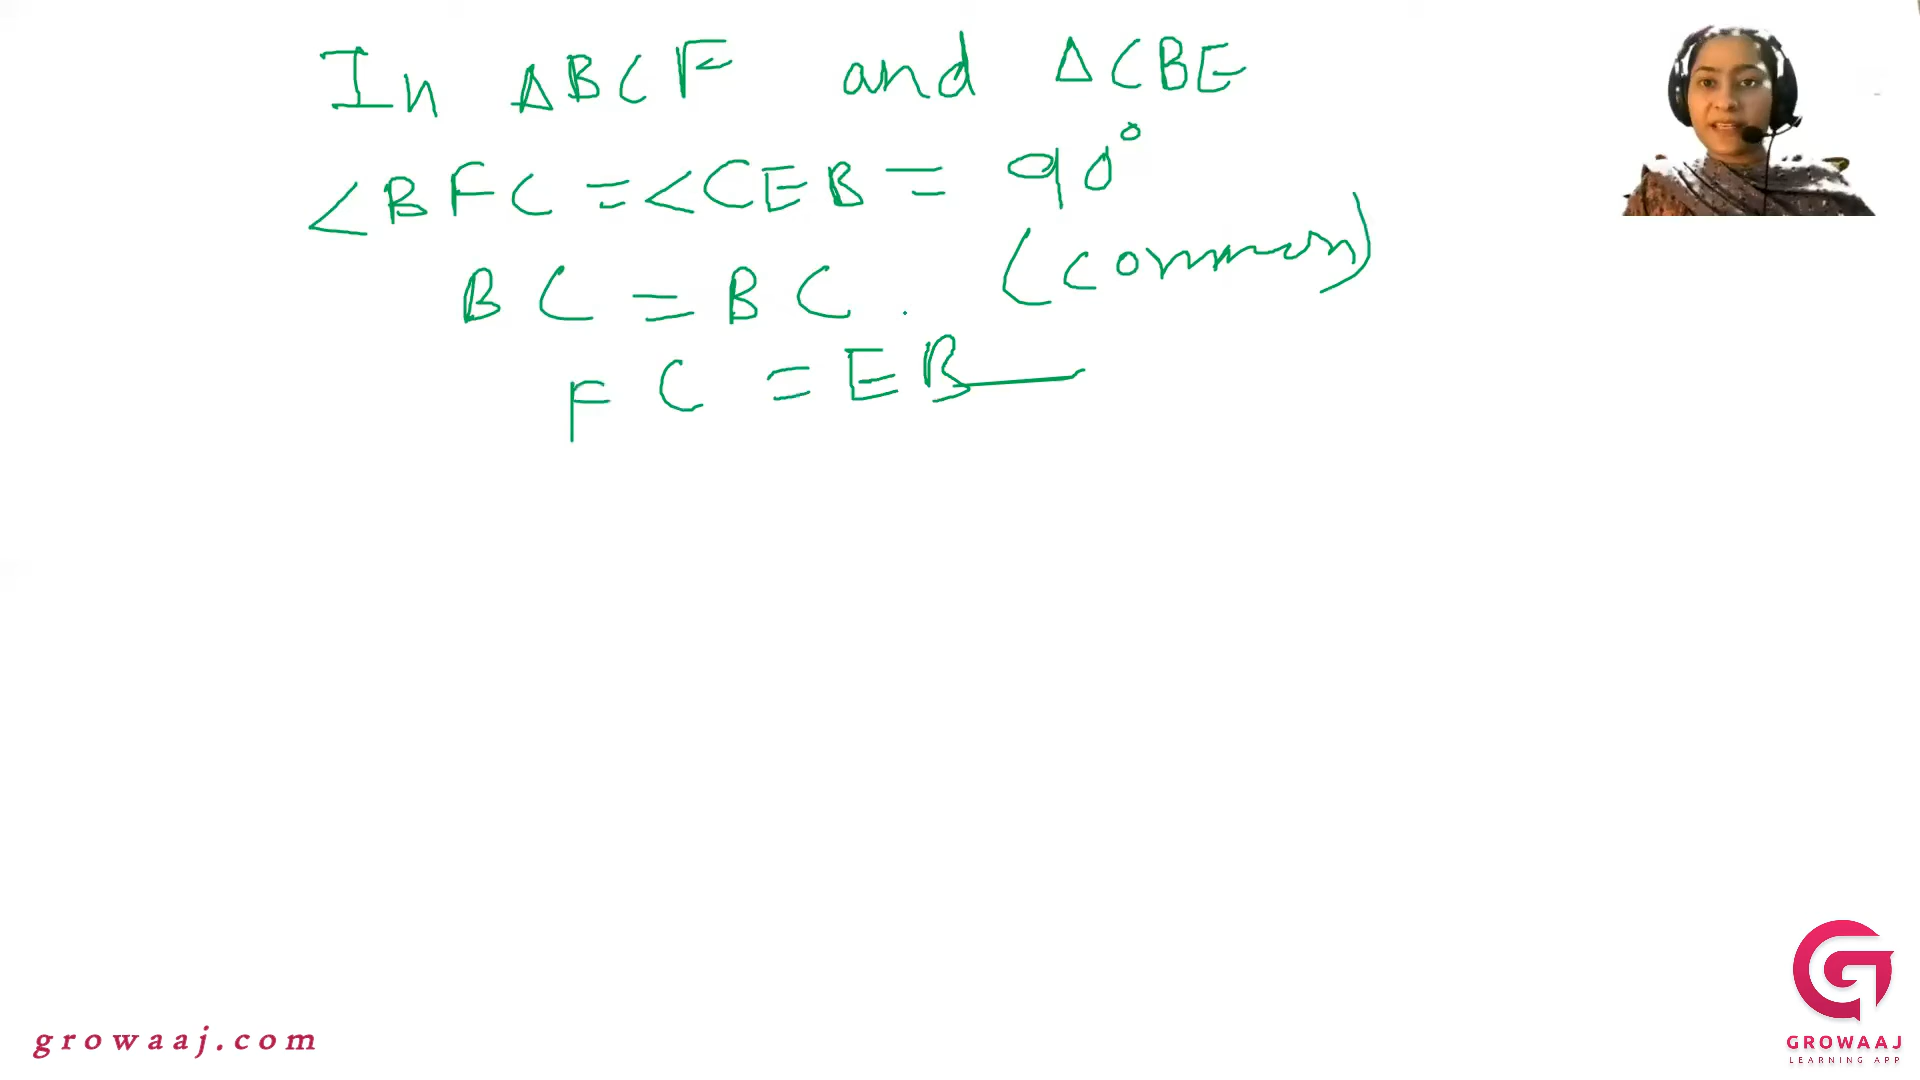 In ΔBCF and ΔCBE
∠BFC = ∠CEB = 90°
BC = BC. (common)
FC = EB
growaaj.com
GROWAAJ
LEARNING APP